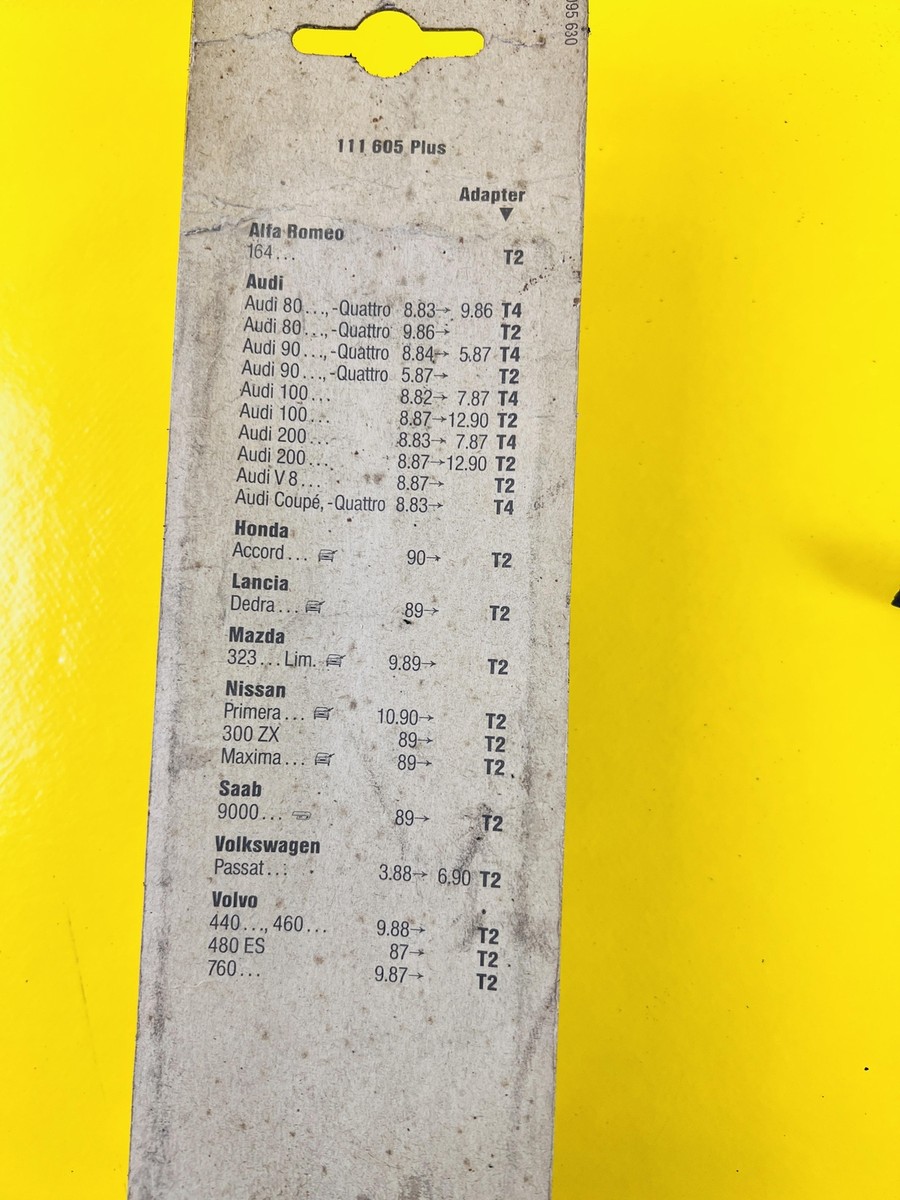 095 630
111 605 Plus
Adapter
▼
Alfa Romeo
164... T2
Audi
Audi 80..., -Quattro 8.83→ 9.86 T4
Audi 80..., -Quattro 9.86→ T2
Audi 90..., -Quattro 8.84→ 5.87 T4
Audi 90..., -Quattro 5.87→ T2
Audi 100... 8.82→ 7.87 T4
Audi 100... 8.87→12.90 T2
Audi 200... 8.83→ 7.87 T4
Audi 200... 8.87→12.90 T2
Audi V8... 8.87→ T2
Audi Coupé, -Quattro 8.83→ T4
Honda
Accord... 90→ T2
Lancia
Dedra... 89→ T2
Mazda
323... Lim. 9.89→ T2
Nissan
Primera... 10.90→ T2
300 ZX 89→ T2
Maxima... 89→ T2
Saab
9000... 89→ T2
Volkswagen
Passat... 3.88→ 6.90 T2
Volvo
440..., 460... 9.88→ T2
480 ES 87→ T2
760... 9.87→ T2